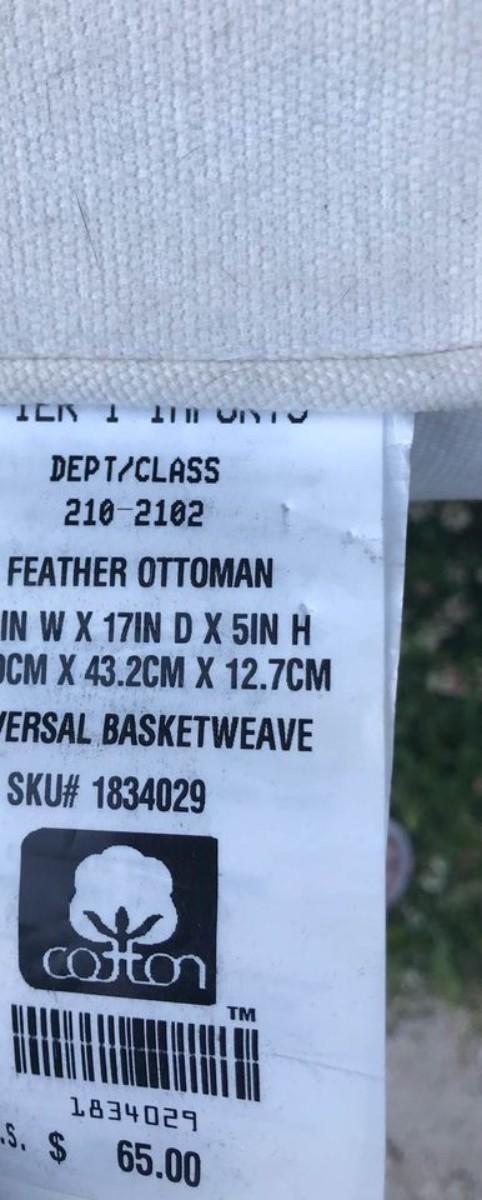 DEPT/CLASS
210-2102
FEATHER OTTOMAN
IN W X 17IN D X 5IN H
0CM X 43.2CM X 12.7CM
VERSAL BASKETWEAVE
SKU# 1834029
cotton
TM
1834029
.S. $ 65.00